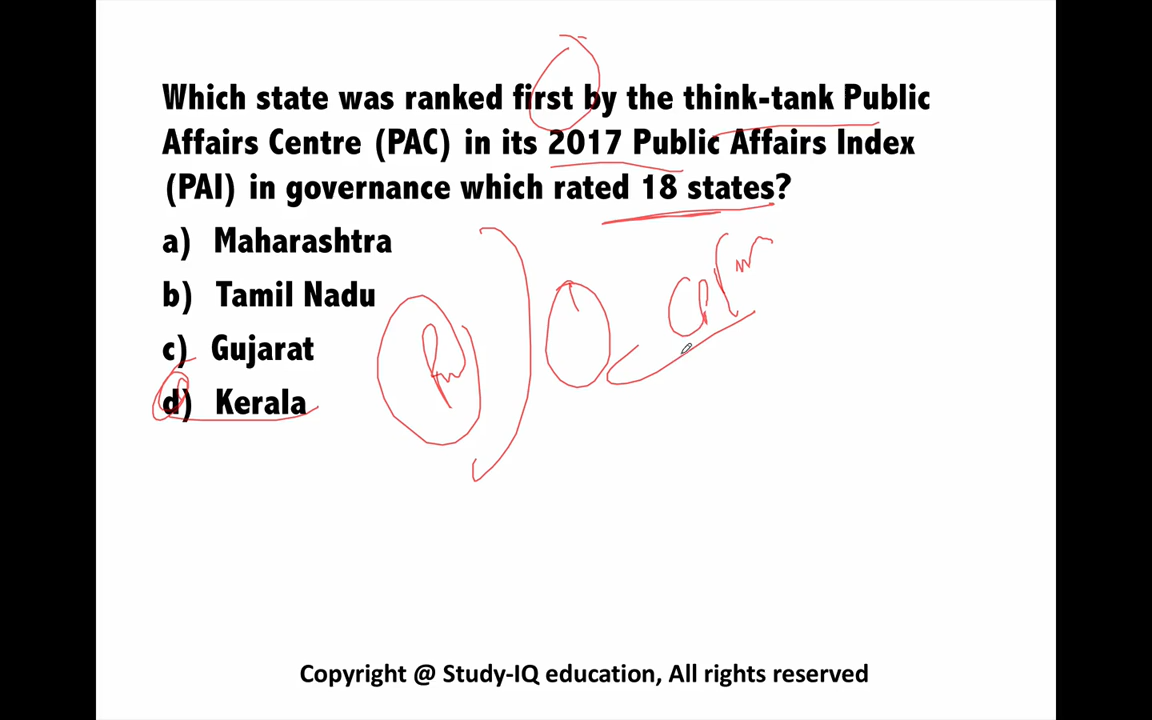 Which state was ranked first by the think-tank Public
Affairs Centre (PAC) in its 2017 Public Affairs Index
(PAI) in governance which rated 18 states?
a) Maharashtra
b) Tamil Nadu
c) Gujarat
d) Kerala
Copyright @ Study-IQ education, All rights reserved